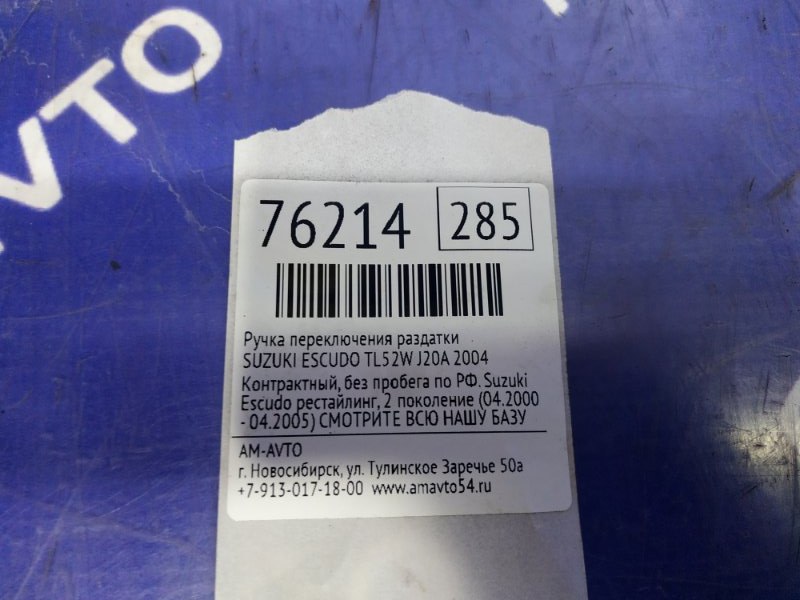 AVTO
76214 285
Ручка переключения раздатки
SUZUKI ESCUDO TL52W J20A 2004
Контрактный, без пробега по РФ. Suzuki
Escudo рестайлинг, 2 поколение (04.2000
- 04.2005) СМОТРИТЕ ВСЮ НАШУ БАЗУ
AM-AVTO
г. Новосибирск, ул. Тулинское Заречье 50а
+7-913-017-18-00 www.amavto54.ru